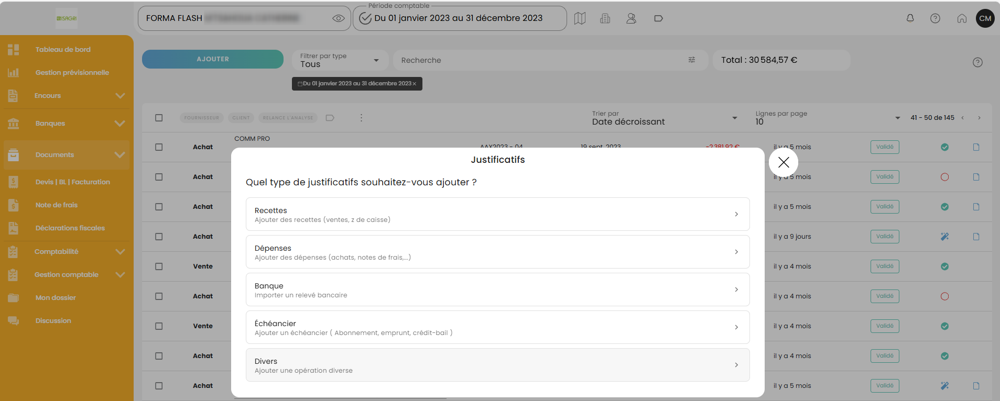 ISAGRI
FORMA FLASH
Période comptable
Du 01 janvier 2023 au 31 décembre 2023
CM
Tableau de bord
Gestion prévisionnelle
Encours
Banques
Documents
Devis | BL | Facturation
Note de frais
Déclarations fiscales
Comptabilité
Gestion comptable
Mon dossier
Discussion
AJOUTER
Filtrer par type
Tous
Recherche
Total : 30 584,57 €
Du 01 janvier 2023 au 31 décembre 2023 ×
FOURNISSEUR CLIENT RELANCE L'ANALYSE
Trier par
Date décroissant
Lignes par page
10
41 - 50 de 145
COMM PRO
Achat AAX2023 - 04 19 sept. 2023 -2 381,92 € il y a 5 mois Validé
Achat il y a 5 mois Validé
Achat il y a 5 mois Validé
Achat il y a 9 jours Validé
Vente il y a 4 mois Validé
Achat il y a 4 mois Validé
Vente il y a 4 mois Validé
Achat il y a 4 mois Validé
Achat il y a 5 mois Validé
Justificatifs
Quel type de justificatifs souhaitez-vous ajouter ?
Recettes
Ajouter des recettes (ventes, z de caisse)
Dépenses
Ajouter des dépenses (achats, notes de frais,...)
Banque
Importer un relevé bancaire
Échéancier
Ajouter un échéancier ( Abonnement, emprunt, crédit-bail )
Divers
Ajouter une opération diverse